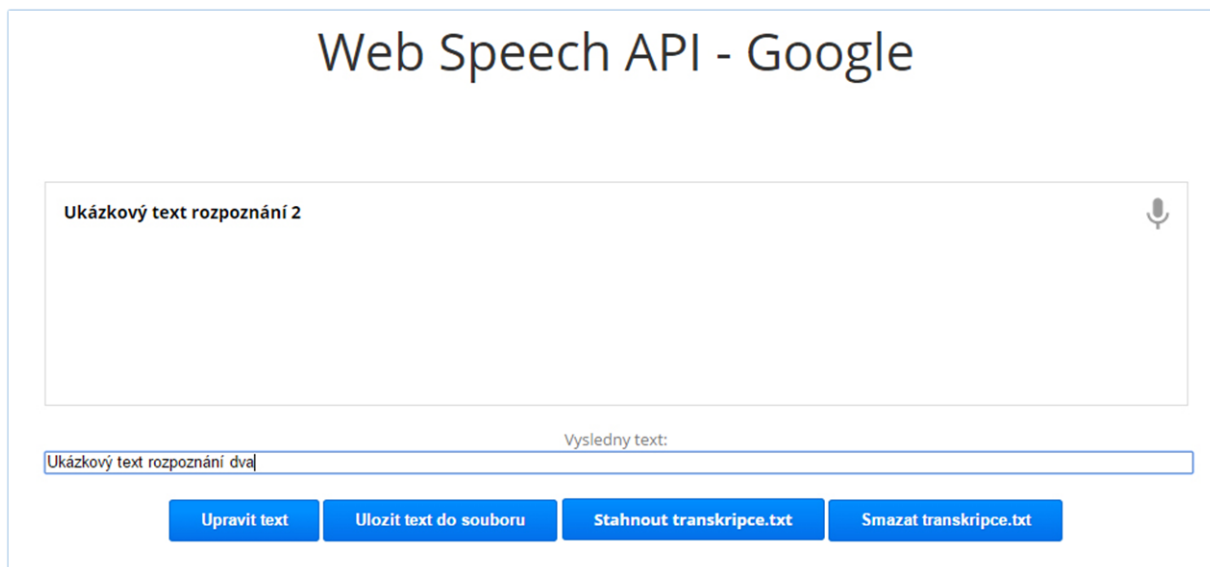 Web Speech API - Google
Ukázkový text rozpoznání 2
Vysledny text:
Ukázkový text rozpoznání dva
Upravit text Ulozit text do souboru Stahnout transkripce.txt Smazat transkripce.txt